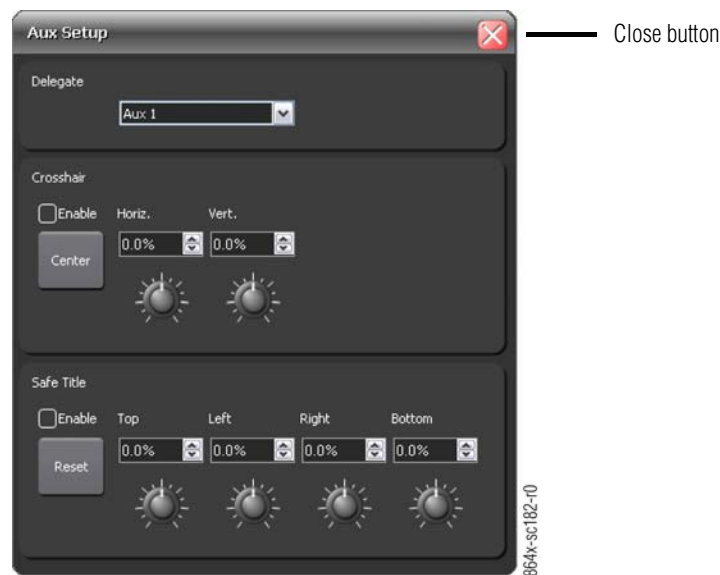 Aux Setup
Close button
Delegate
Aux 1
Crosshair
Enable Horiz. Vert.
Center 0.0% 0.0%
Safe Title
Enable Top Left Right Bottom
Reset 0.0% 0.0% 0.0% 0.0%
864x-sc182-r0